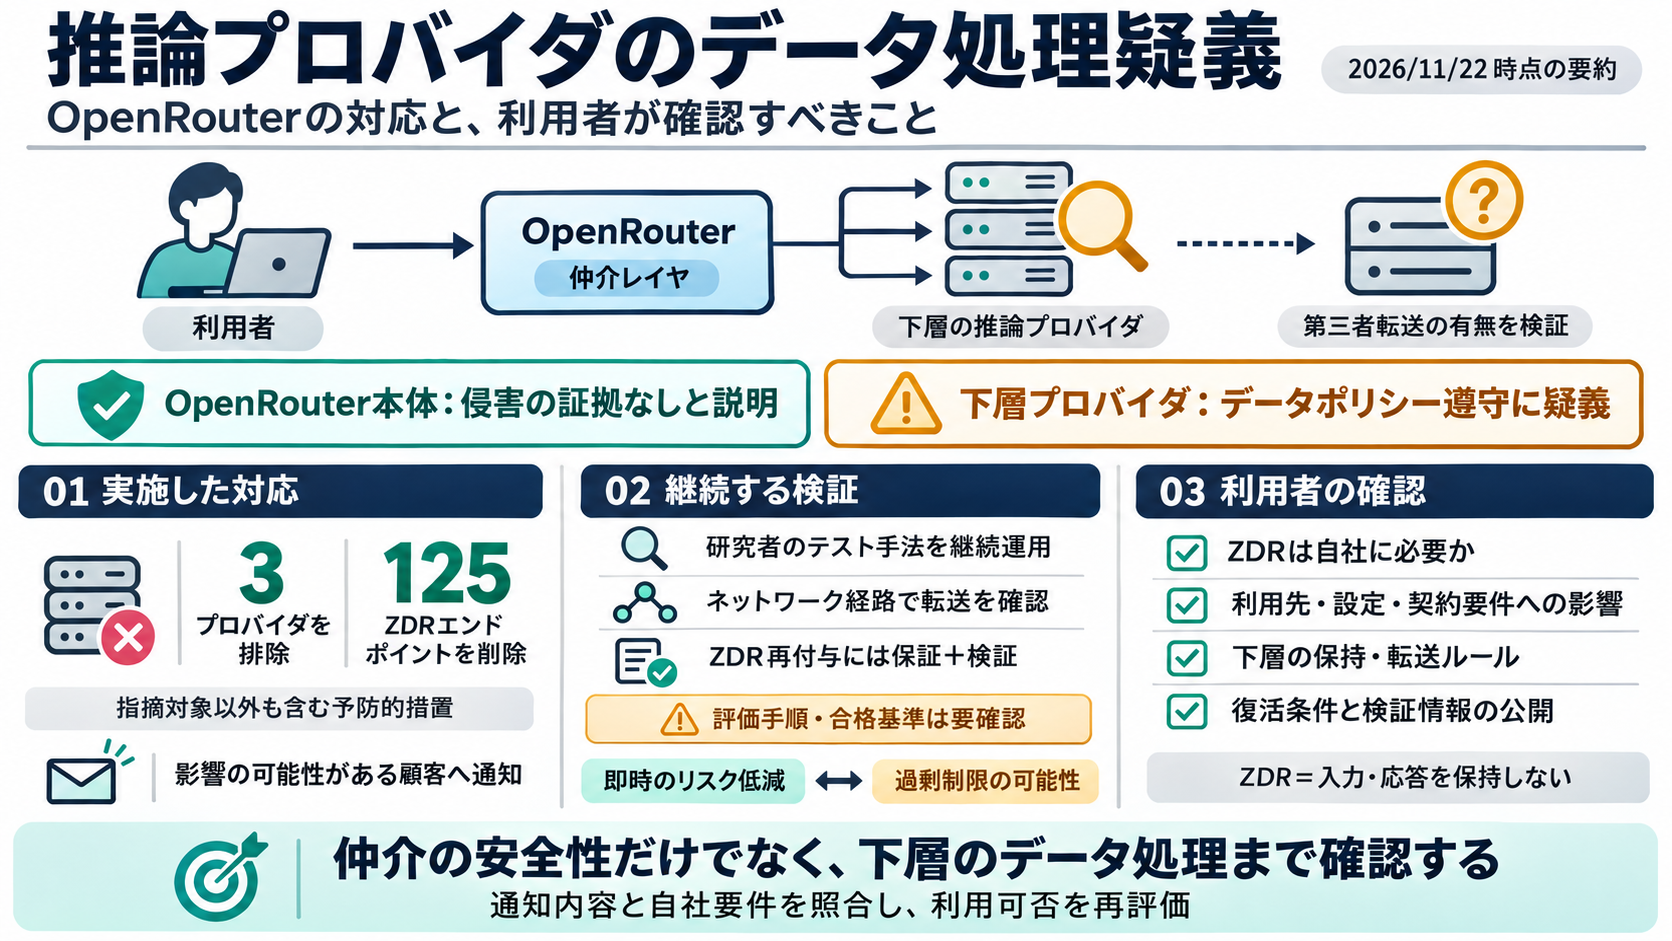 推論プロバイダのデータ処理疑義
2026/11/22 時点の要約
OpenRouterの対応と、利用者が確認すべきこと
OpenRouter
仲介レイヤ
?
利用者
下層の推論プロバイダ
第三者転送の有無を検証
OpenRouter本体：侵害の証拠なしと説明
下層プロバイダ：データポリシー遵守に疑義
01 実施した対応
3
プロバイダを
排除
125
ZDRエンド
ポイントを削除
指摘対象以外も含む予防的措置
影響の可能性がある顧客へ通知
02 継続する検証
研究者のテスト手法を継続運用
ネットワーク経路で転送を確認
ZDR再付与には保証＋検証
評価手順・合格基準は要確認
即時のリスク低減
過剰制限の可能性
03 利用者の確認
ZDRは自社に必要か
利用先・設定・契約要件への影響
下層の保持・転送ルール
復活条件と検証情報の公開
ZDR＝入力・応答を保持しない
仲介の安全性だけでなく、下層のデータ処理まで確認する
通知内容と自社要件を照合し、利用可否を再評価